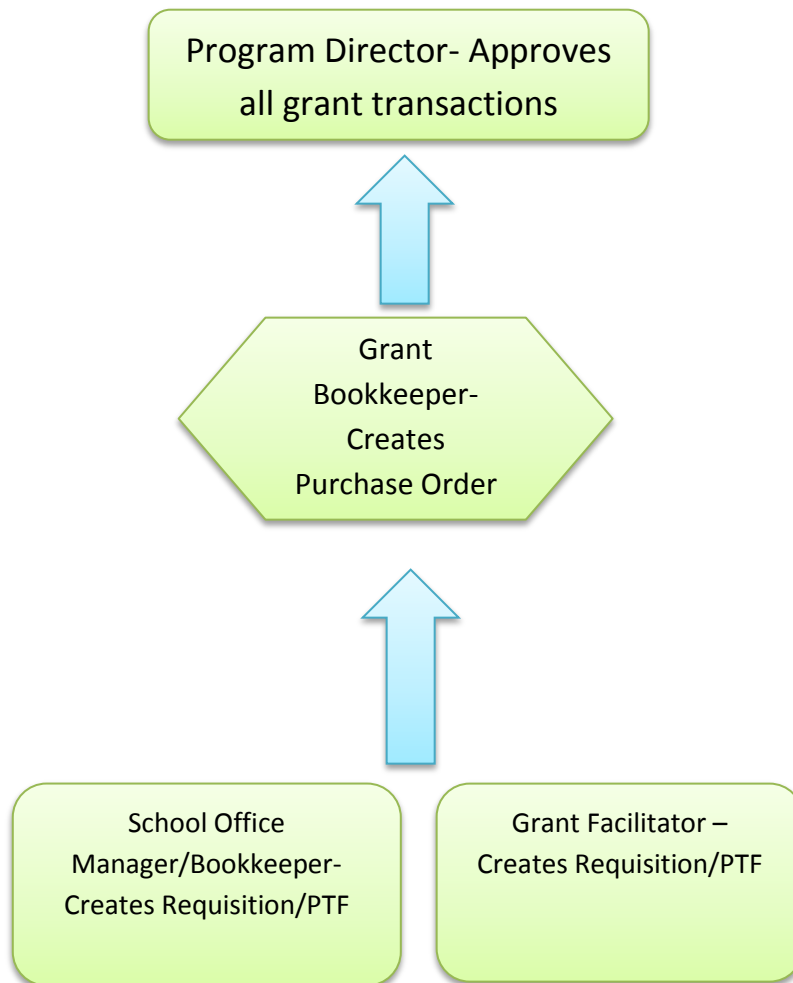 Program Director- Approves
all grant transactions
Grant
Bookkeeper-
Creates
Purchase Order
School Office
Manager/Bookkeeper-
Creates Requisition/PTF
Grant Facilitator –
Creates Requisition/PTF